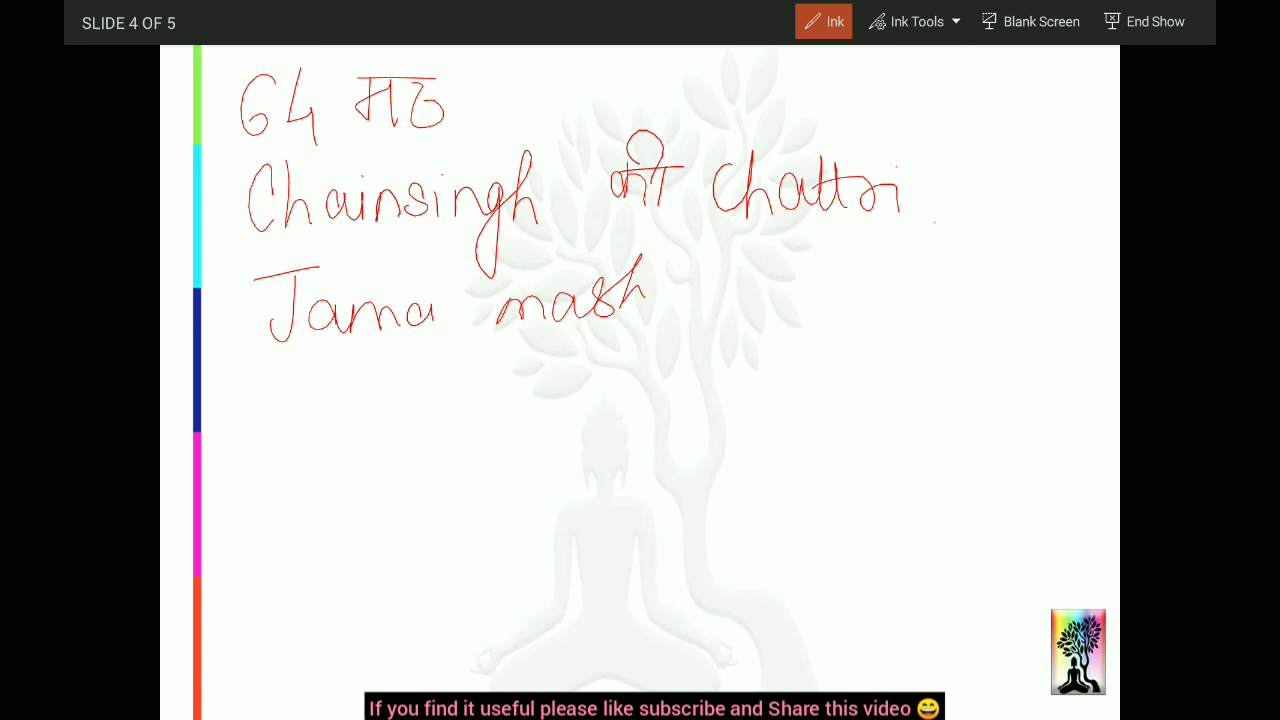 SLIDE 4 OF 5
Ink Ink Tools Blank Screen End Show
64 मठ
Chainsingh की Chattri
Jama mash
If you find it useful please like subscribe and Share this video 😄